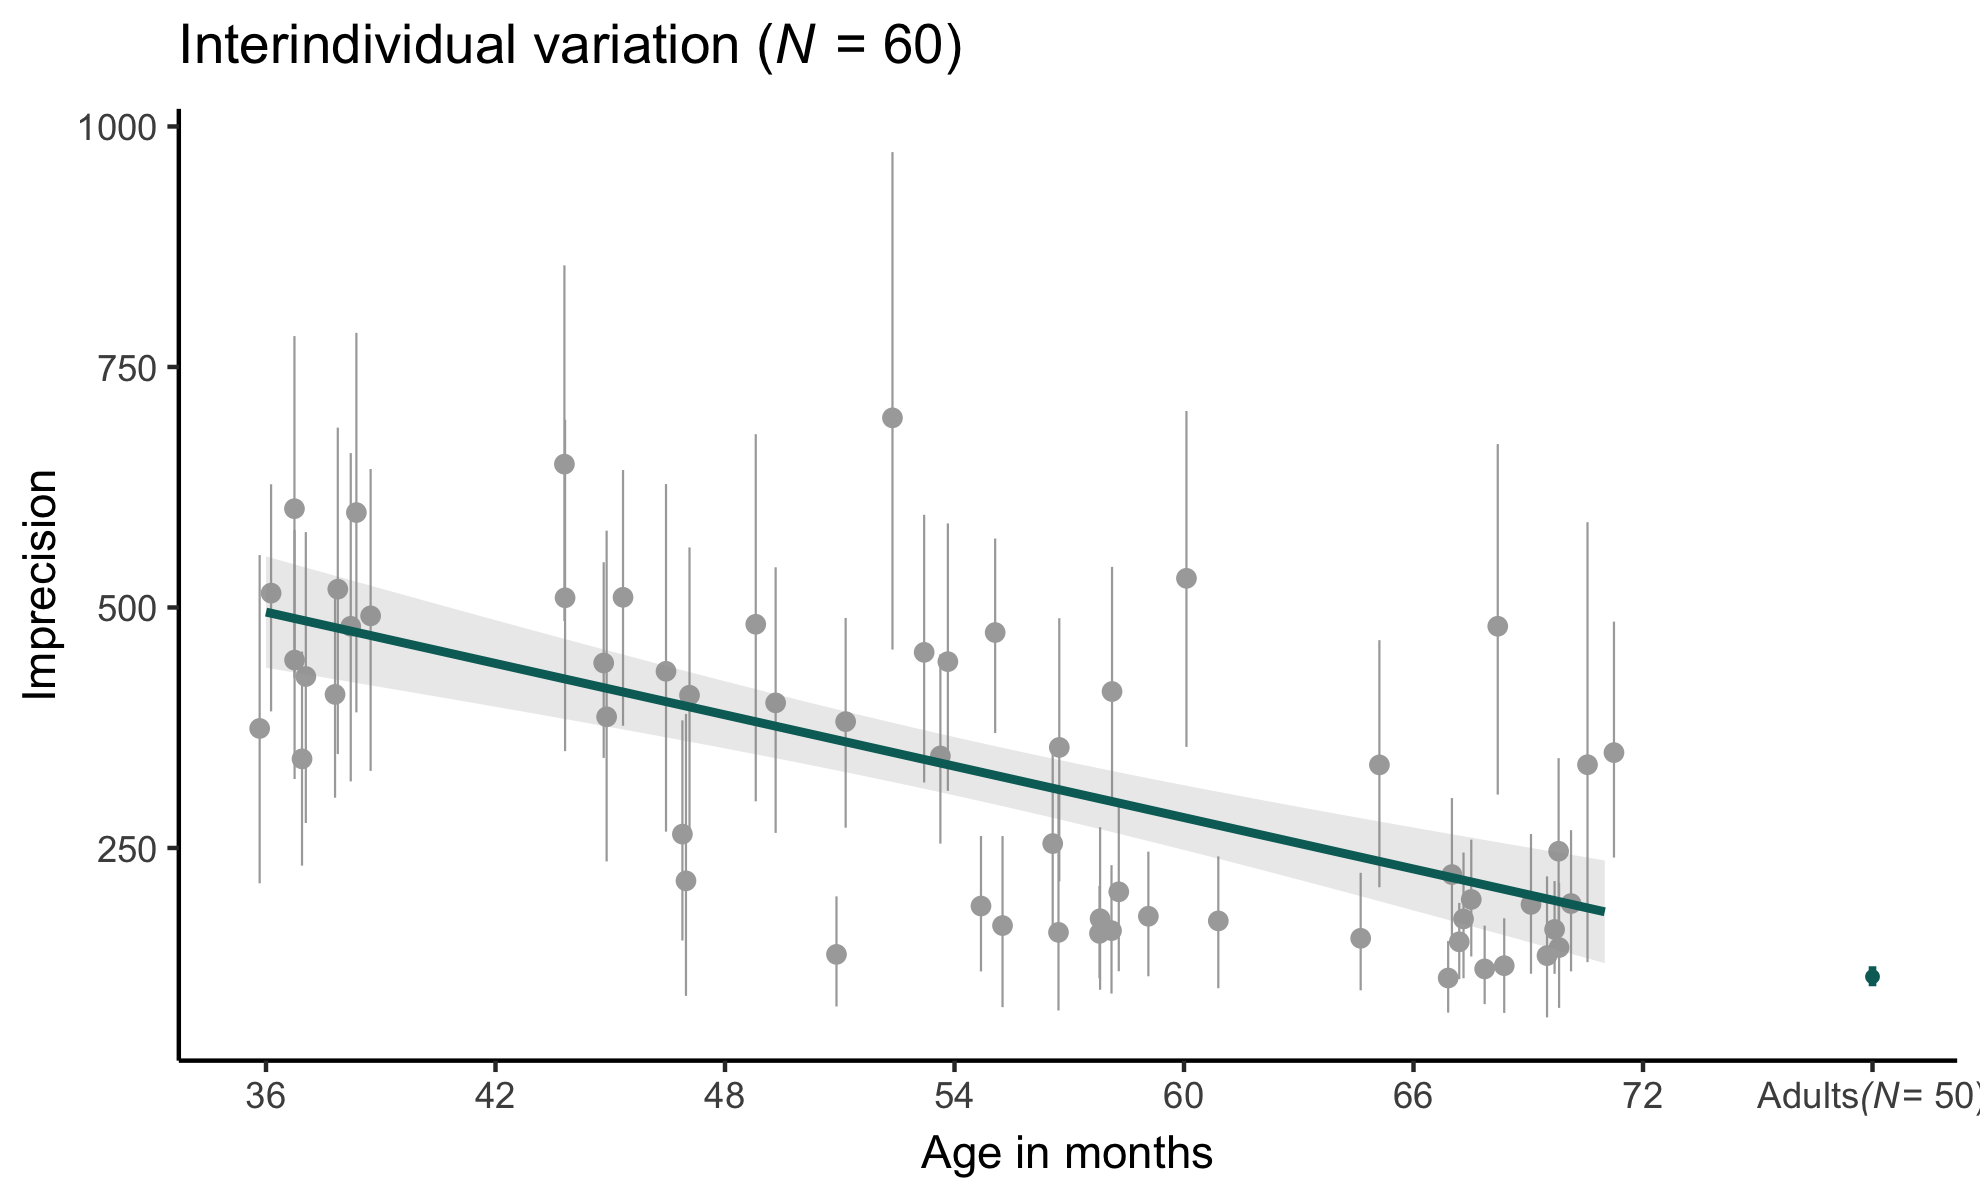 Interindividual variation (N = 60)
1000
750
500
250
Imprecision
36 42 48 54 60 66 72 Adults(N= 50)
Age in months